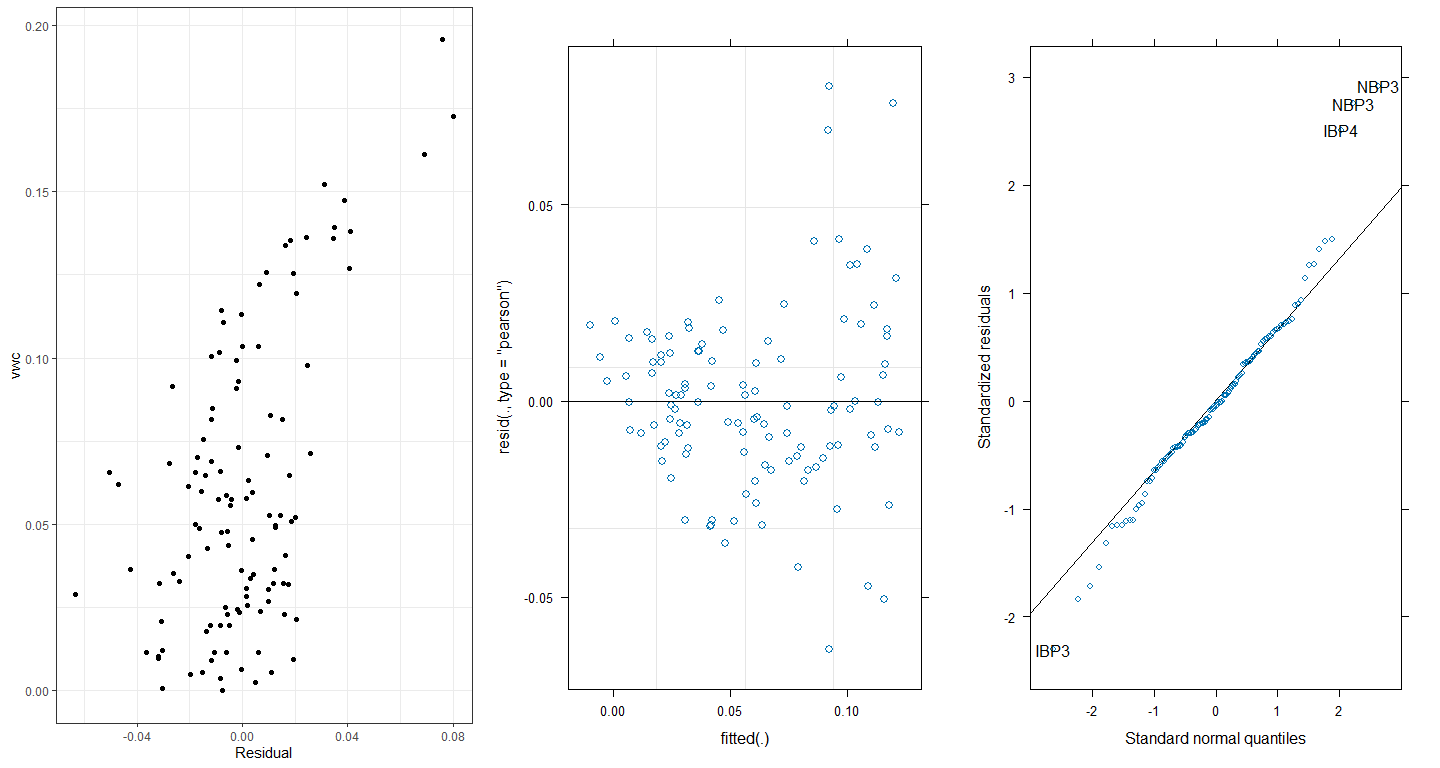 0.20
0.15
0.10
0.05
0.00
vwc
-0.04
0.00
0.04
0.08
Residual
0.05
0.00
-0.05
resid(., type = "pearson")
0.00
0.05
0.10
fitted(.)
3
2
1
0
-1
-2
Standardized residuals
NBP3
NBP3
IBP4
IBP3
-2
-1
0
1
2
Standard normal quantiles